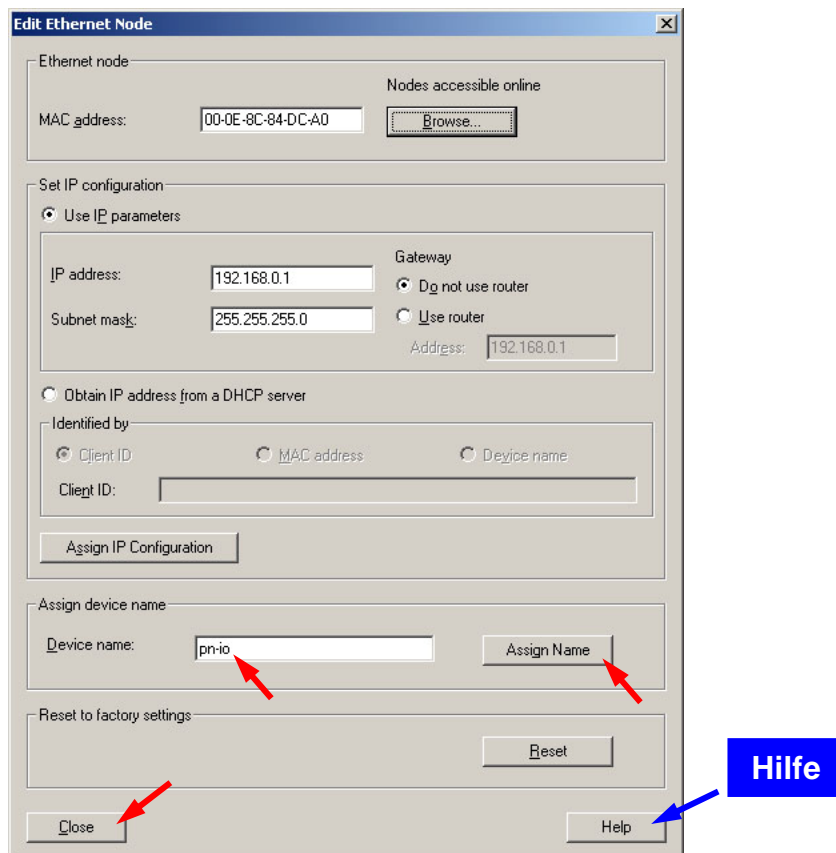 Edit Ethernet Node
Ethernet node
Nodes accessible online
MAC address:
00-0E-8C-84-DC-A0
Browse...
Set IP configuration
Use IP parameters
Gateway
IP address:
192.168.0.1
Do not use router
Subnet mask:
255.255.255.0
Use router
Address:
192.168.0.1
Obtain IP address from a DHCP server
Identified by
Client ID
MAC address
Device name
Client ID:
Assign IP Configuration
Assign device name
Device name:
pn-io
Assign Name
Reset to factory settings
Reset
Hilfe
Close
Help